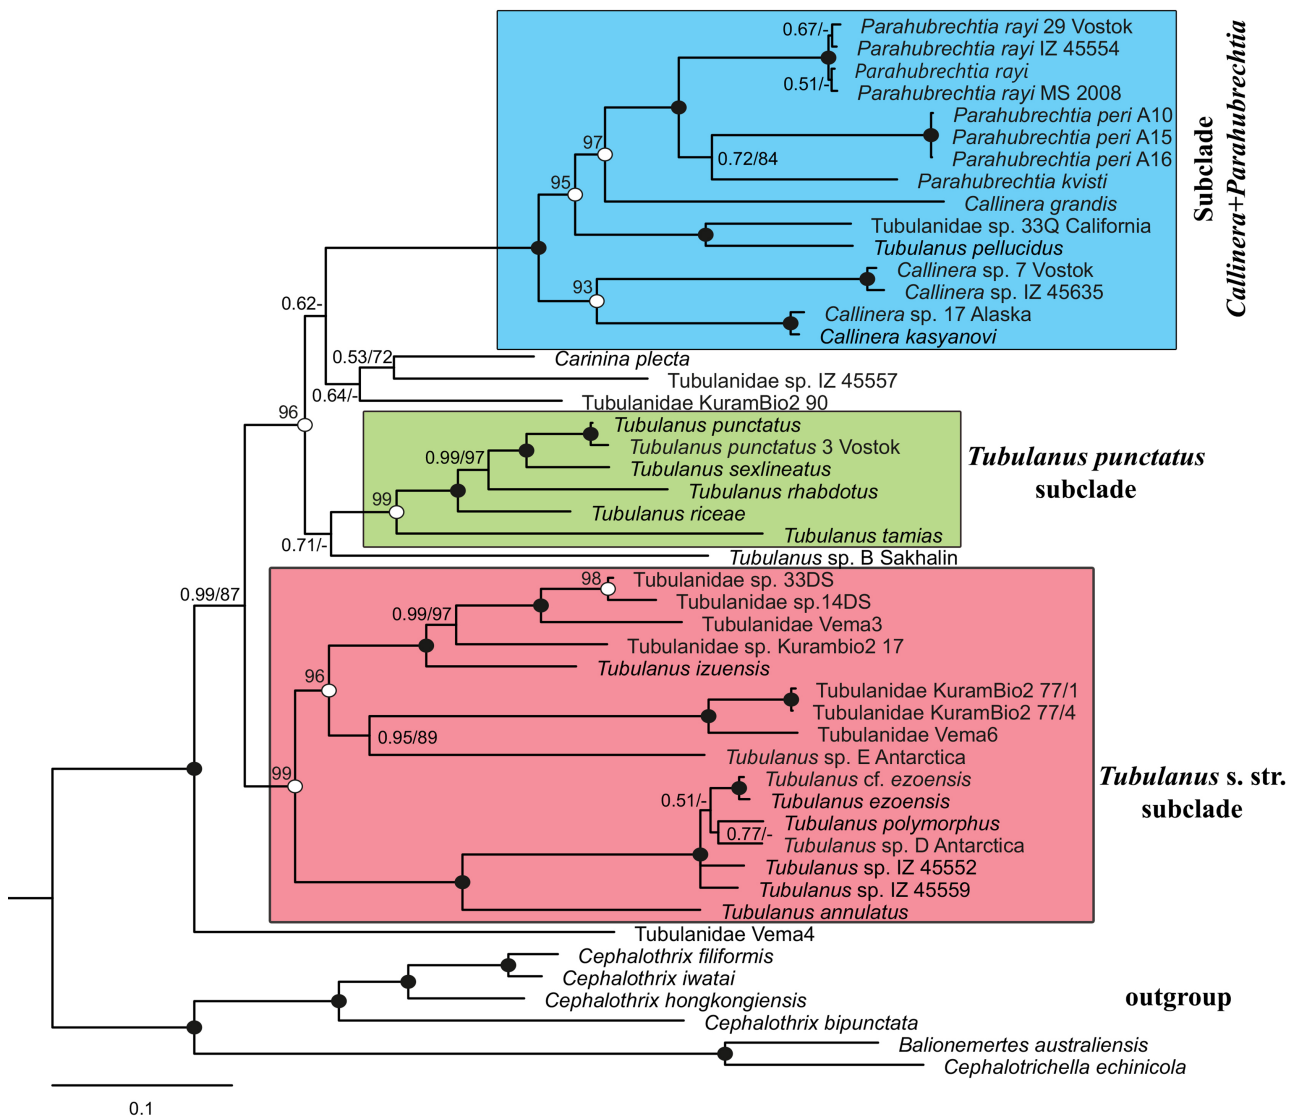 0.67/-
Parahubrechtia rayi 29 Vostok
Parahubrechtia rayi IZ 45554
Parahubrechtia rayi
0.51/-
Parahubrechtia rayi MS 2008
Parahubrechtia peri A10
Parahubrechtia peri A15
Parahubrechtia peri A16
97
0.72/84
Parahubrechtia kvisti
95
Callinera grandis
Tubulanidae sp. 33Q California
Tubulanus pellucidus
Callinera sp. 7 Vostok
93
Callinera sp. IZ 45635
Callinera sp. 17 Alaska
Callinera kasyanovi
Subclade
Callinera+Parahubrechtia
0.62-
0.53/72
Carinina plecta
Tubulanidae sp. IZ 45557
0.64/-
Tubulanidae KuramBio2 90
96
Tubulanus punctatus
Tubulanus punctatus 3 Vostok
0.99/97
Tubulanus sexlineatus
Tubulanus rhabdotus
99
Tubulanus riceae
Tubulanus tamias
Tubulanus punctatus
subclade
0.71/-
Tubulanus sp. B Sakhalin
0.99/87
98
Tubulanidae sp. 33DS
Tubulanidae sp.14DS
0.99/97
Tubulanidae Vema3
Tubulanidae sp. Kurambio2 17
Tubulanus izuensis
96
Tubulanidae KuramBio2 77/1
Tubulanidae KuramBio2 77/4
0.95/89
Tubulanidae Vema6
Tubulanus sp. E Antarctica
99
Tubulanus cf. ezoensis
0.51/-
Tubulanus ezoensis
Tubulanus polymorphus
0.77/-
Tubulanus sp. D Antarctica
Tubulanus sp. IZ 45552
Tubulanus sp. IZ 45559
Tubulanus annulatus
Tubulanus s. str.
subclade
Tubulanidae Vema4
Cephalothrix filiformis
Cephalothrix iwatai
Cephalothrix hongkongiensis
Cephalothrix bipunctata
Balionemertes australiensis
Cephalotrichella echinicola
outgroup
0.1